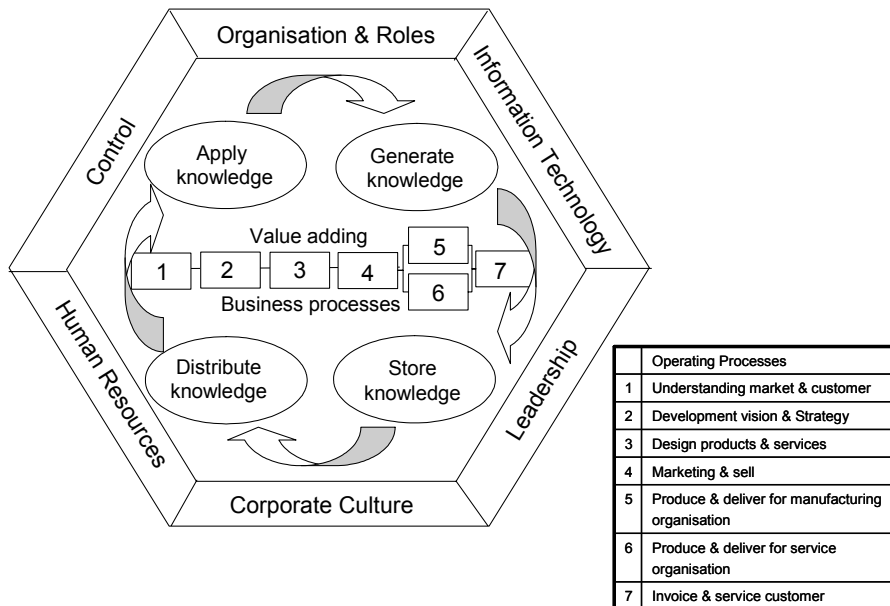 Organisation & Roles
Control
Information Technology
Apply
knowledge
Generate
knowledge
Value adding
1
2
3
4
5
6
7
Business processes
Distribute
knowledge
Store
knowledge
Human Resources
Leadership
Corporate Culture
Operating Processes
1 Understanding market & customer
2 Development vision & Strategy
3 Design products & services
4 Marketing & sell
5 Produce & deliver for manufacturing
organisation
6 Produce & deliver for service
organisation
7 Invoice & service customer